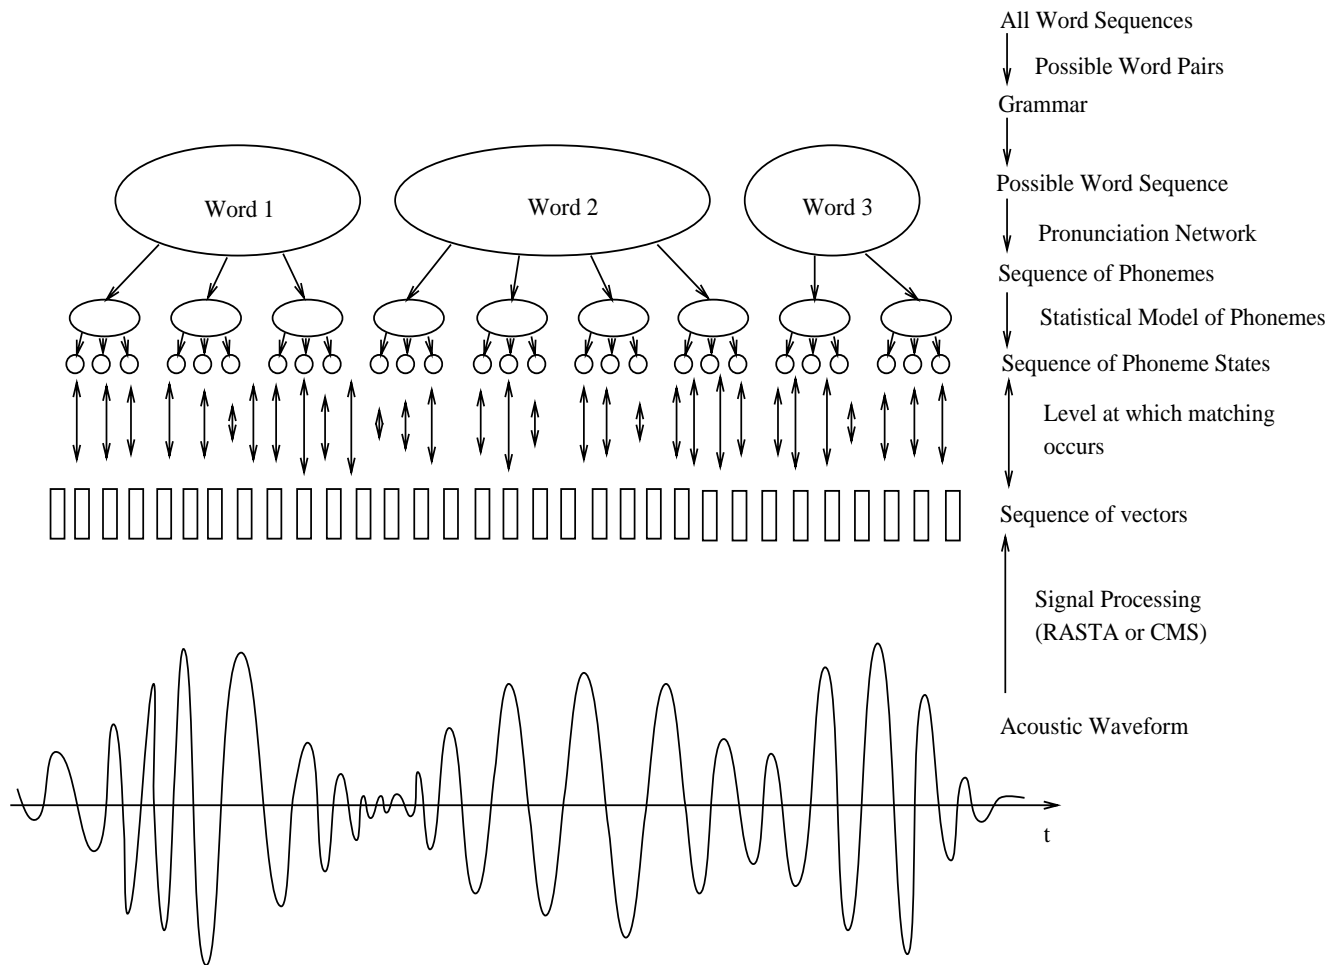 All Word Sequences
Possible Word Pairs
Grammar
Possible Word Sequence
Word 1
Word 2
Word 3
Pronunciation Network
Sequence of Phonemes
Statistical Model of Phonemes
Sequence of Phoneme States
Level at which matching
occurs
Sequence of vectors
Signal Processing
(RASTA or CMS)
Acoustic Waveform
t